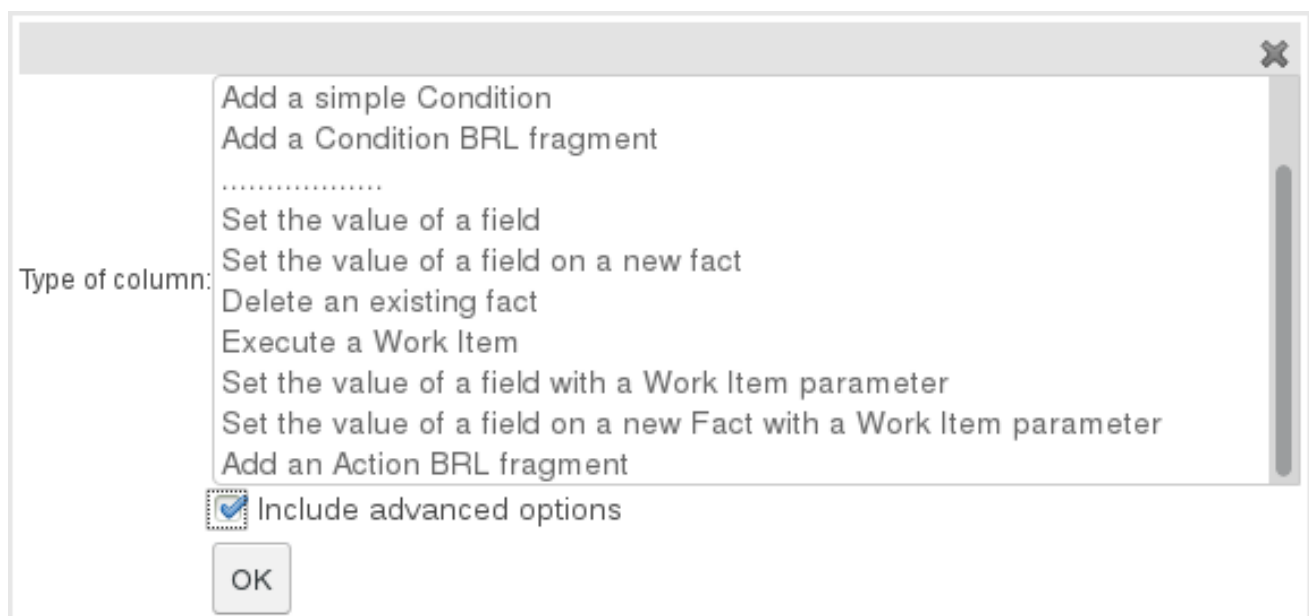 Add a simple Condition
Add a Condition BRL fragment
..................
Set the value of a field
Set the value of a field on a new fact
Type of column:
Delete an existing fact
Execute a Work Item
Set the value of a field with a Work Item parameter
Set the value of a field on a new Fact with a Work Item parameter
Add an Action BRL fragment
Include advanced options
OK